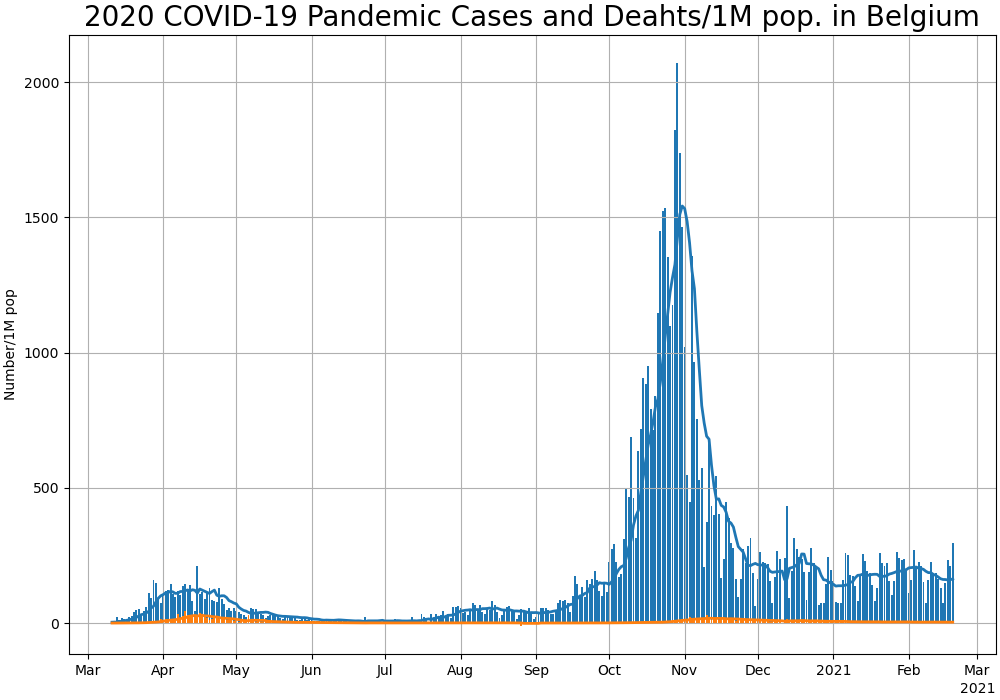 2020 COVID-19 Pandemic Cases and Deahts/1M pop. in Belgium
Number/1M pop
2000
1500
1000
500
0
Mar Apr May Jun Jul Aug Sep Oct Nov Dec 2021 Feb Mar
2021